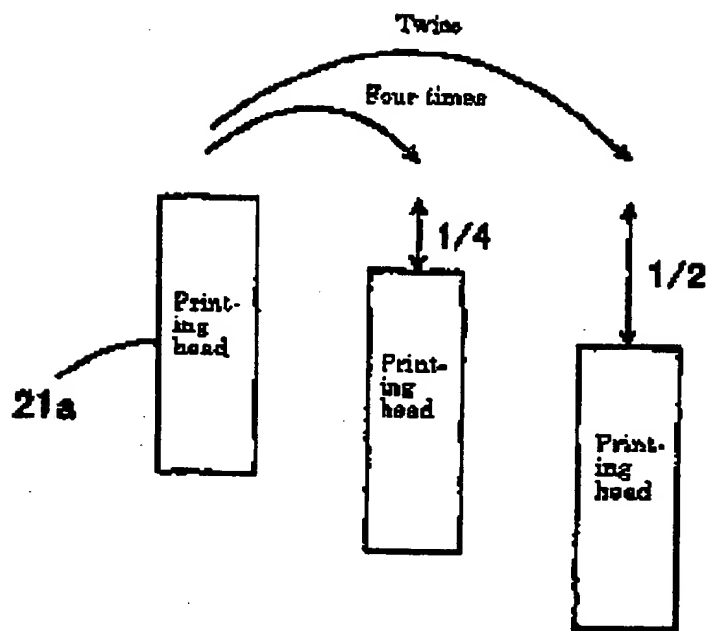 Twice
Four times
1/4
1/2
Print-
ing
head
21a
Print-
ing
head
Print-
ing
head